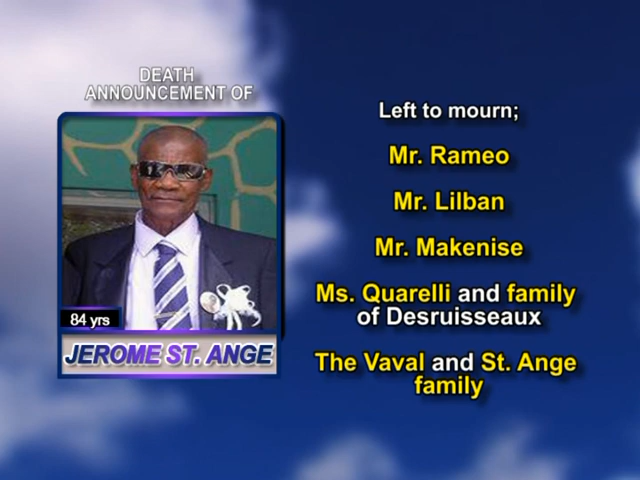 DEATH
ANNOUNCEMENT OF
84 yrs
JEROME ST. ANGE
Left to mourn;
Mr. Rameo
Mr. Lilban
Mr. Makenise
Ms. Quarelli and family
of Desruisseaux
The Vaval and St. Ange
family